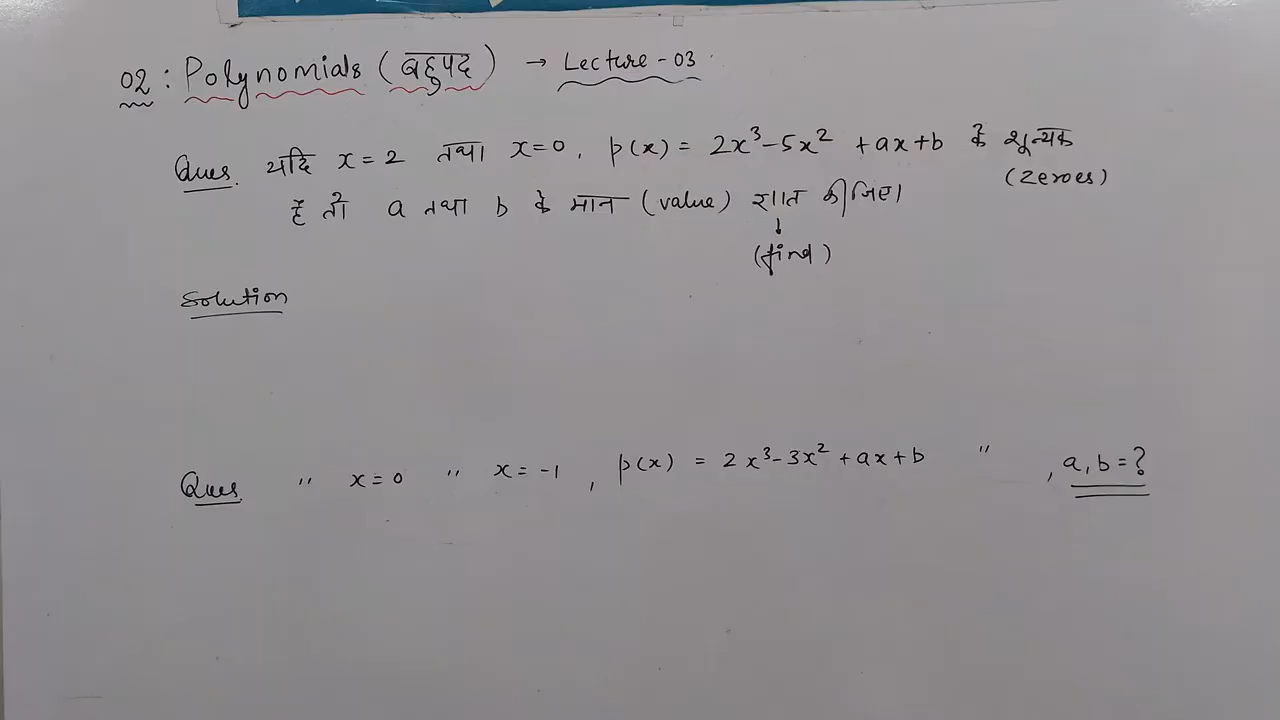 02 : Polynomials (बहुपद) → Lecture - 03
Ques. यदि x = 2 तथा x = 0, p(x) = 2x³ - 5x² + ax + b के शून्यक
(zeroes)
हैं तो a तथा b के मान (value) ज्ञात कीजिए।
↓
(find)
Solution
Ques. " x = 0 " x = -1, p(x) = 2x³ - 3x² + ax + b " , a, b = ?